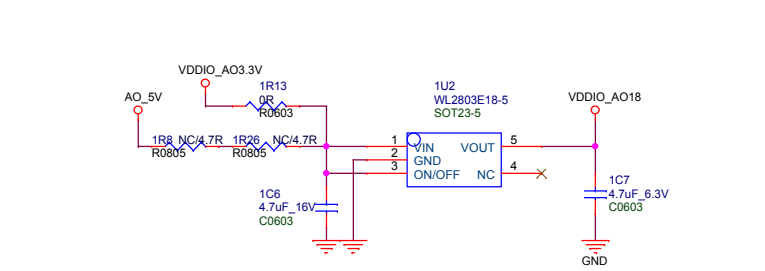 VDDIO_AO3.3V
1R13
0R
R0603
AO_5V
1R8 NC/4.7R
R0805
1R26 NC/4.7R
R0805
1U2
WL2803E18-5
SOT23-5
VDDIO_AO18
1
2
3
VIN
GND
ON/OFF
VOUT
NC
5
4
1C6
4.7uF_16V
C0603
1C7
4.7uF_6.3V
C0603
GND